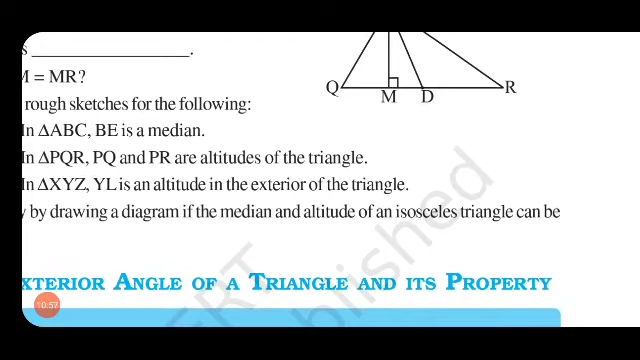 s ________________.
M = MR?
Q M D R
rough sketches for the following:
In ΔABC, BE is a median.
In ΔPQR, PQ and PR are altitudes of the triangle.
In ΔXYZ, YL is an altitude in the exterior of the triangle.
y by drawing a diagram if the median and altitude of an isosceles triangle can be
XTERIOR ANGLE OF A TRIANGLE AND ITS PROPERTY
10:57